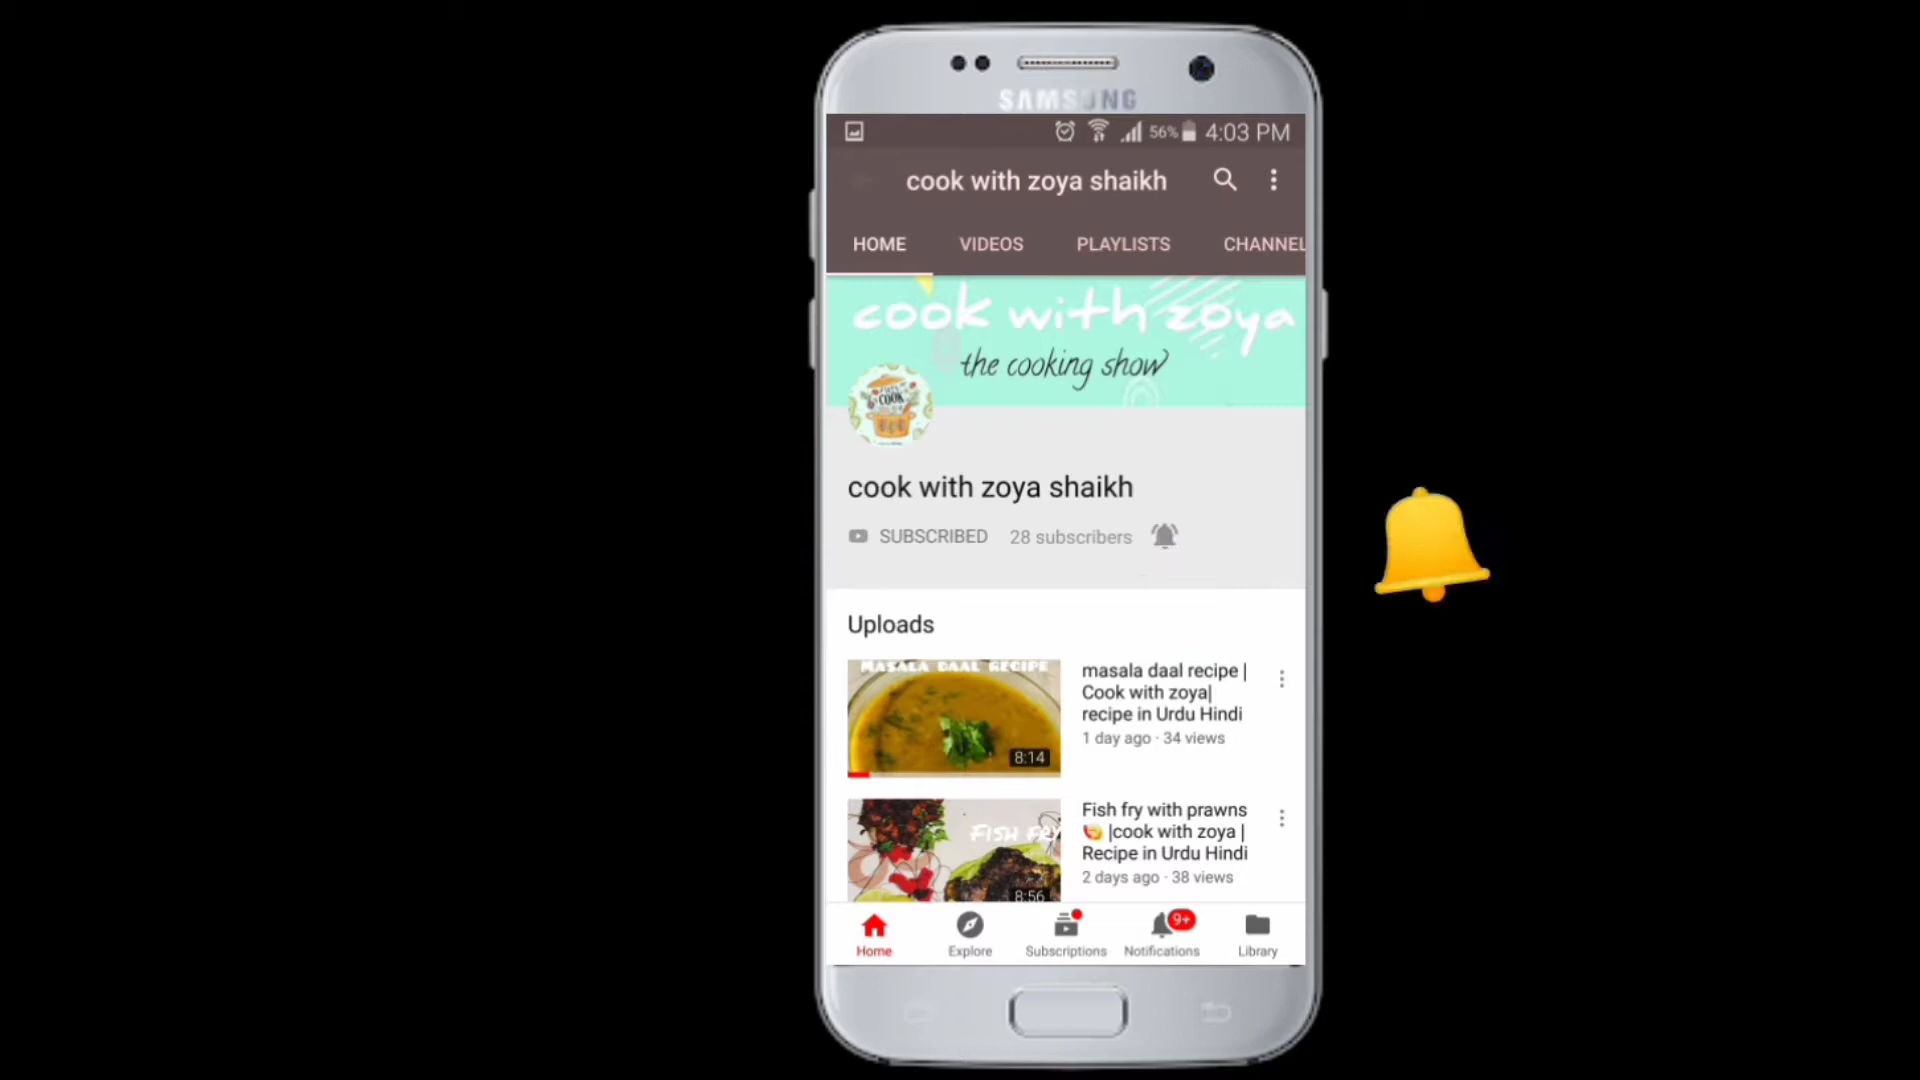 SAMSUNG
56% 4:03 PM
cook with zoya shaikh
HOME VIDEOS PLAYLISTS CHANNEL
cook with zoya
the cooking show
COOK
cook with zoya shaikh
SUBSCRIBED 28 subscribers
Uploads
MASALA DAAL RECIPE
8:14
masala daal recipe |
Cook with zoya|
recipe in Urdu Hindi
1 day ago · 34 views
FISH FRY
8:56
Fish fry with prawns
🍤 |cook with zoya |
Recipe in Urdu Hindi
2 days ago · 38 views
9+
Home Explore Subscriptions Notifications Library